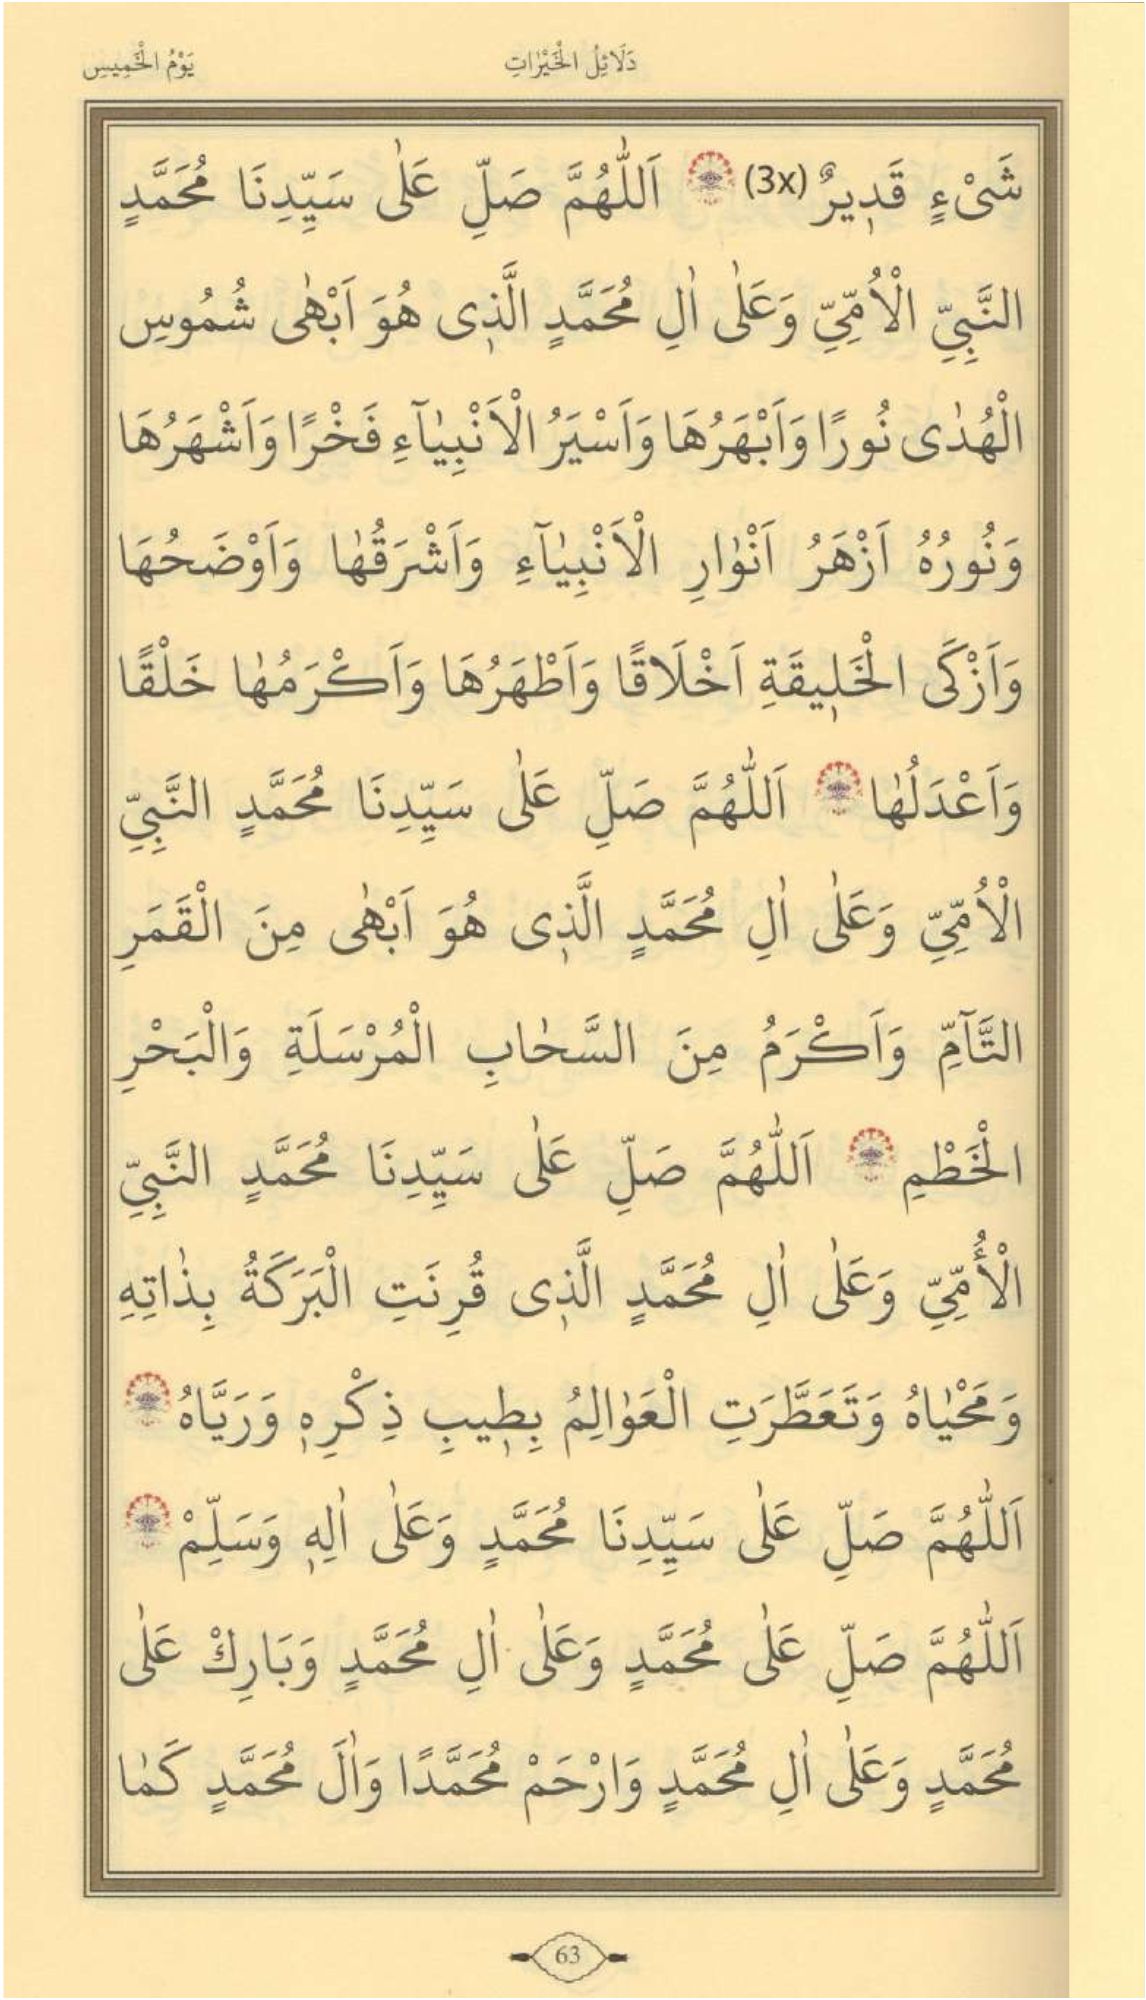 دَلَائِلُ الْخَيْرَاتِ
يَوْمُ الْخَمِيسِ
شَىْءٍ قَدٖيرٌ (3x) اَللّٰهُمَّ صَلِّ عَلٰى سَيِّدِنَا مُحَمَّدٍ
النَّبِيِّ الْاُمِّيِّ وَعَلٰى اٰلِ مُحَمَّدٍ الَّذٖى هُوَ اَبْهٰى شُمُوسِ
الْهُدٰى نُورًا وَاَبْهَرُهَا وَاَسْيَرُ الْاَنْبِيَٓاءِ فَخْرًا وَاَشْهَرُهَا
وَنُورُهُ اَزْهَرُ اَنْوَارِ الْاَنْبِيَٓاءِ وَاَشْرَقُهَا وَاَوْضَحُهَا
وَاَزْكَى الْخَلٖيقَةِ اَخْلَاقًا وَاَطْهَرُهَا وَاَكْرَمُهَا خَلْقًا
وَاَعْدَلُهَا اَللّٰهُمَّ صَلِّ عَلٰى سَيِّدِنَا مُحَمَّدٍ النَّبِيِّ
الْاُمِّيِّ وَعَلٰى اٰلِ مُحَمَّدٍ الَّذٖى هُوَ اَبْهٰى مِنَ الْقَمَرِ
التَّٓامِّ وَاَكْرَمُ مِنَ السَّحَابِ الْمُرْسَلَةِ وَالْبَحْرِ
الْخَطْمِ اَللّٰهُمَّ صَلِّ عَلٰى سَيِّدِنَا مُحَمَّدٍ النَّبِيِّ
الْأُمِّيِّ وَعَلٰى اٰلِ مُحَمَّدٍ الَّذٖى قُرِنَتِ الْبَرَكَةُ بِذَاتِهِ
وَمَحْيَاهُ وَتَعَطَّرَتِ الْعَوَالِمُ بِطٖيبِ ذِكْرِهٖ وَرَيَّاهُ
اَللّٰهُمَّ صَلِّ عَلٰى سَيِّدِنَا مُحَمَّدٍ وَعَلٰى اٰلِهٖ وَسَلِّمْ
اَللّٰهُمَّ صَلِّ عَلٰى مُحَمَّدٍ وَعَلٰى اٰلِ مُحَمَّدٍ وَبَارِكْ عَلٰى
مُحَمَّدٍ وَعَلٰى اٰلِ مُحَمَّدٍ وَارْحَمْ مُحَمَّدًا وَاٰلَ مُحَمَّدٍ كَمَا
63